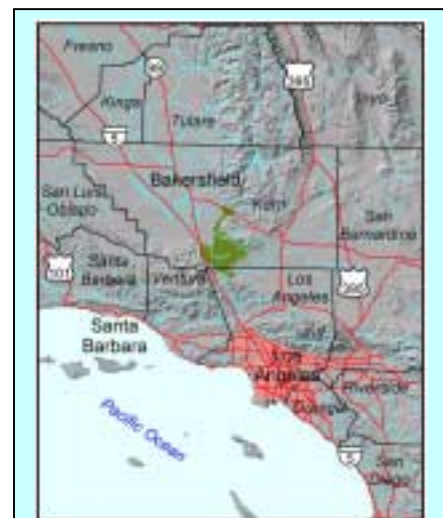 Fresno
395
Inyo
Kings
Tulare
5
Bakersfield
Kern
San Luis
Obispo
San
Bernardino
Santa
Barbara
Ventura
Los
Angeles
101
395
Santa
Barbara
Los
Angeles
Riverside
Orange
Pacific Ocean
5
San
Diego